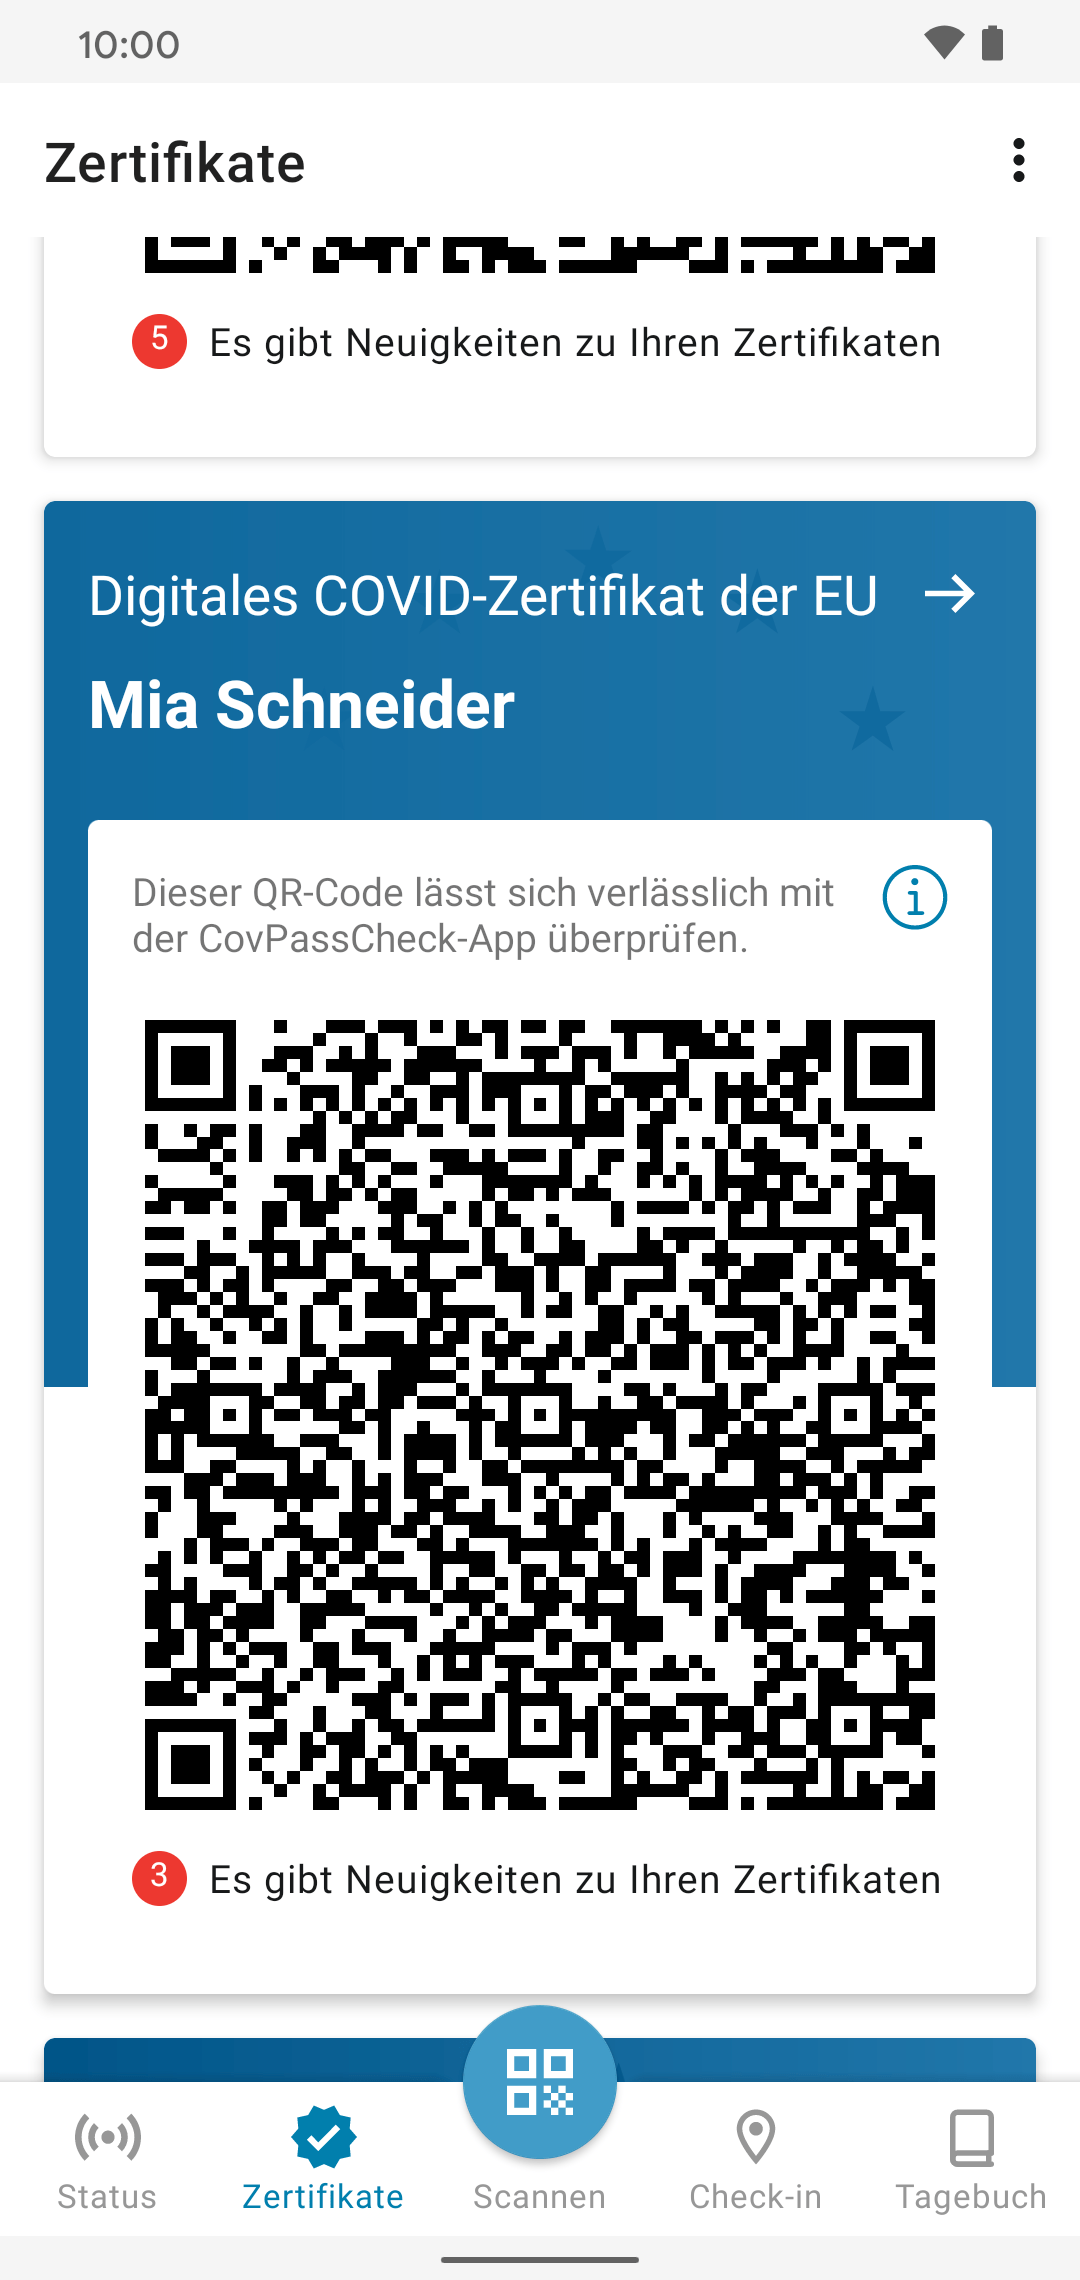 10:00
Zertifikate
5 Es gibt Neuigkeiten zu Ihren Zertifikaten
Digitales COVID-Zertifikat der EU
Mia Schneider
Dieser QR-Code lässt sich verlässlich mit
der CovPassCheck-App überprüfen.
3 Es gibt Neuigkeiten zu Ihren Zertifikaten
Status Zertifikate Scannen Check-in Tagebuch